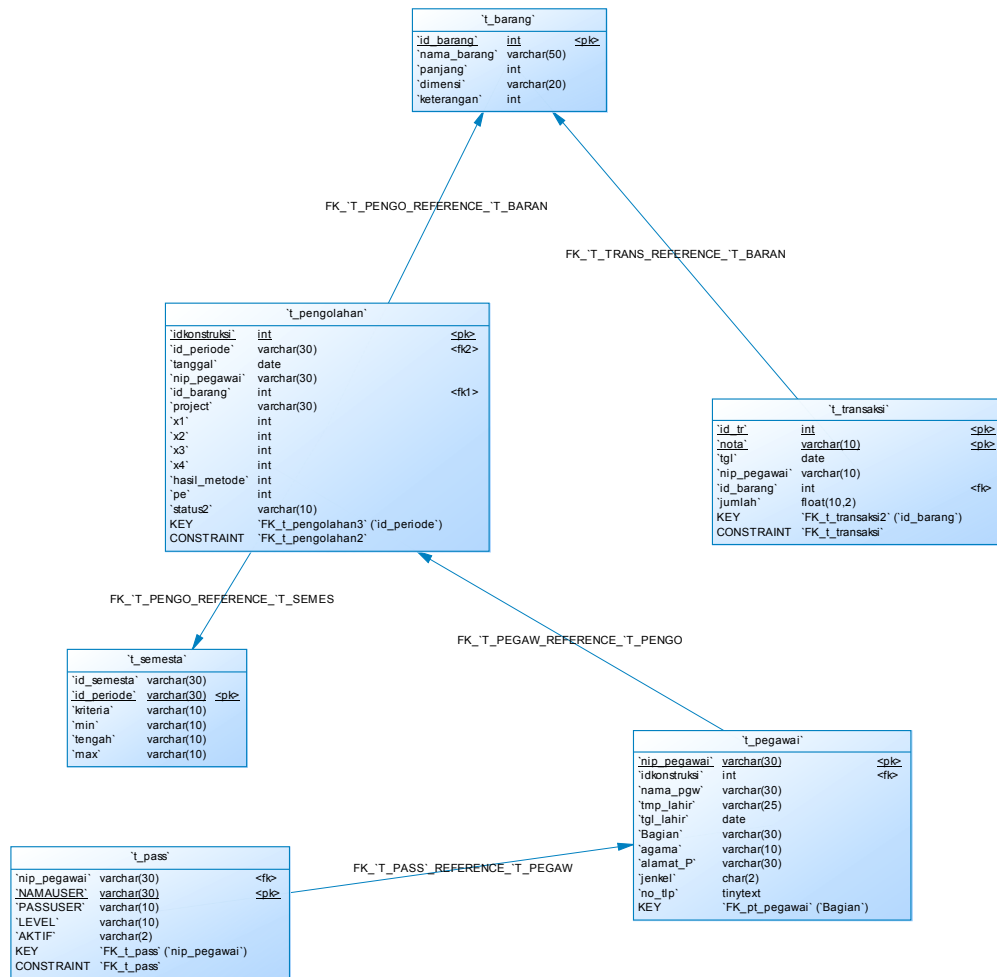 `t_barang`
`id_barang` int <pk>
`nama_barang` varchar(50)
`panjang` int
`dimensi` varchar(20)
`keterangan` int
FK_`T_PENGO_REFERENCE_`T_BARAN
FK_`T_TRANS_REFERENCE_`T_BARAN
`t_pengolahan`
`idkonstruksi` int <pk>
`id_periode` varchar(30) <fk2>
`tanggal` date
`nip_pegawai` varchar(30)
`id_barang` int <fk1>
`project` varchar(30)
`x1` int
`x2` int
`x3` int
`x4` int
`hasil_metode` int
`pe` int
`status2` varchar(10)
KEY `FK_t_pengolahan3` (`id_periode`)
CONSTRAINT `FK_t_pengolahan2`
`t_transaksi`
`id_tr` int <pk>
`nota` varchar(10) <pk>
`tgl` date
`nip_pegawai` varchar(10)
`id_barang` int <fk>
`jumlah` float(10,2)
KEY `FK_t_transaksi2` (`id_barang`)
CONSTRAINT `FK_t_transaksi`
FK_`T_PENGO_REFERENCE_`T_SEMES
FK_`T_PEGAW_REFERENCE_`T_PENGO
`t_semesta`
`id_semesta` varchar(30)
`id_periode` varchar(30) <pk>
`kriteria` varchar(10)
`min` varchar(10)
`tengah` varchar(10)
`max` varchar(10)
`t_pegawai`
`nip_pegawai` varchar(30) <pk>
`idkonstruksi` int <fk>
`nama_pgw` varchar(30)
`tmp_lahir` varchar(25)
`tgl_lahir` date
`Bagian` varchar(30)
`agama` varchar(10)
`alamat_P` varchar(30)
`jenkel` char(2)
`no_tlp` tinytext
KEY `FK_pt_pegawai` (`Bagian`)
FK_`T_PASS`_REFERENCE_`T_PEGAW
`t_pass`
`nip_pegawai` varchar(30) <fk>
`NAMAUSER` varchar(30) <pk>
`PASSUSER` varchar(10)
`LEVEL` varchar(10)
`AKTIF` varchar(2)
KEY `FK_t_pass` (`nip_pegawai`)
CONSTRAINT `FK_t_pass`